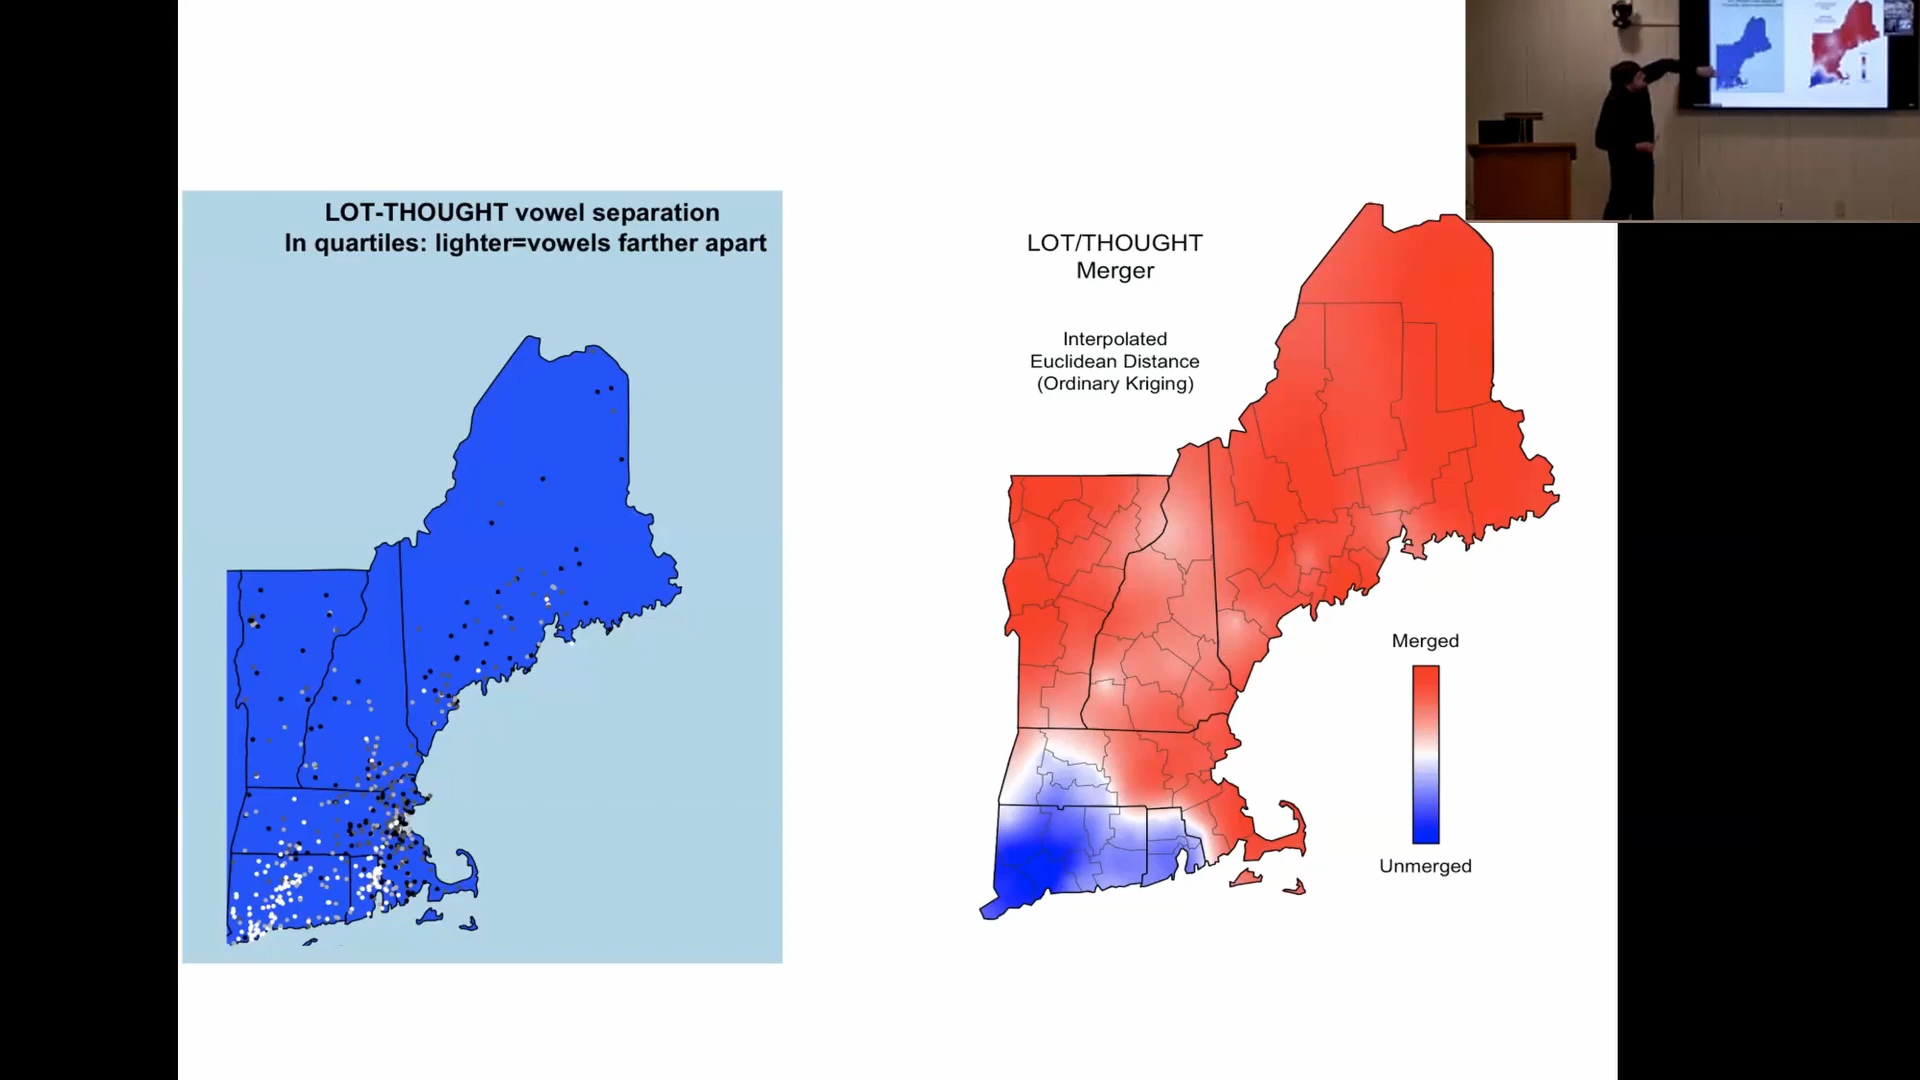 LOT-THOUGHT vowel separation
In quartiles: lighter=vowels farther apart
LOT/THOUGHT
Merger
Interpolated
Euclidean Distance
(Ordinary Kriging)
Merged
Unmerged